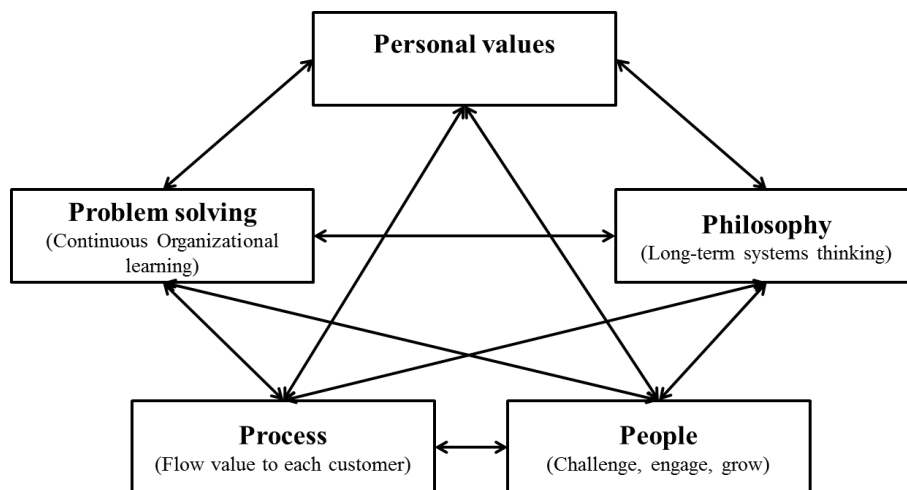 Personal values
Problem solving
(Continuous Organizational
learning)
Philosophy
(Long-term systems thinking)
Process
(Flow value to each customer)
People
(Challenge, engage, grow)